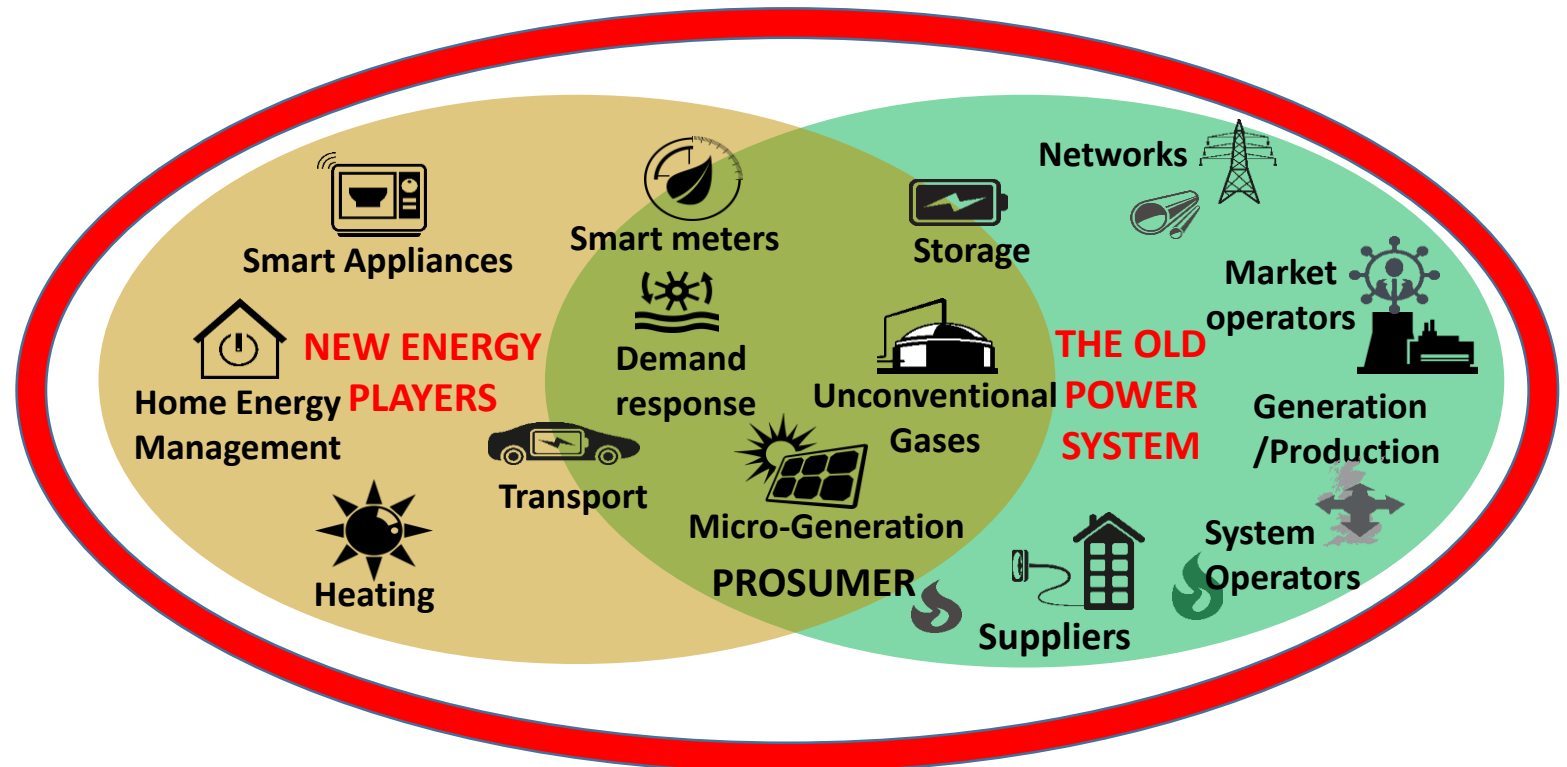 Networks
Smart meters
Storage
Smart Appliances
Market
operators
NEW ENERGY
PLAYERS
Demand
response
THE OLD
POWER
SYSTEM
Home Energy
Management
Unconventional
Gases
Generation
/Production
Transport
Micro-Generation
System
Operators
PROSUMER
Heating
Suppliers